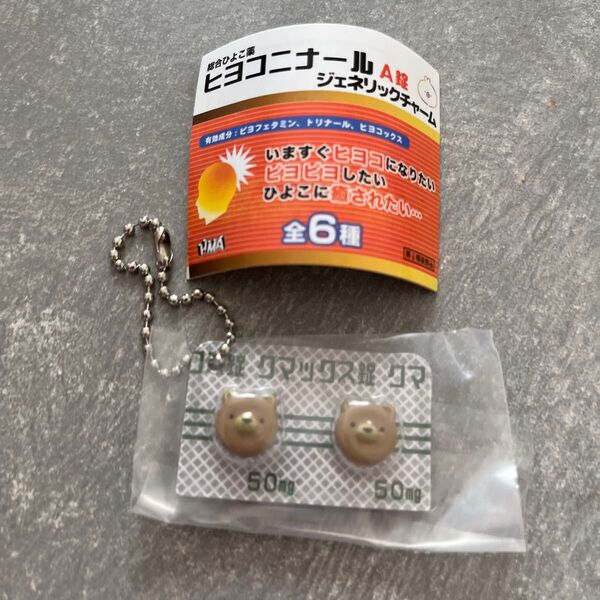 総合ひよこ薬
ヒヨコニナールA錠
ジェネリックチャーム
有効成分:ピヨフェタミン、トリナール、ヒヨコックス
いますぐヒヨコになりたい
ピヨピヨしたい
ひよこに癒されたい…
全6種
クマックス錠 クマ
50mg
50mg